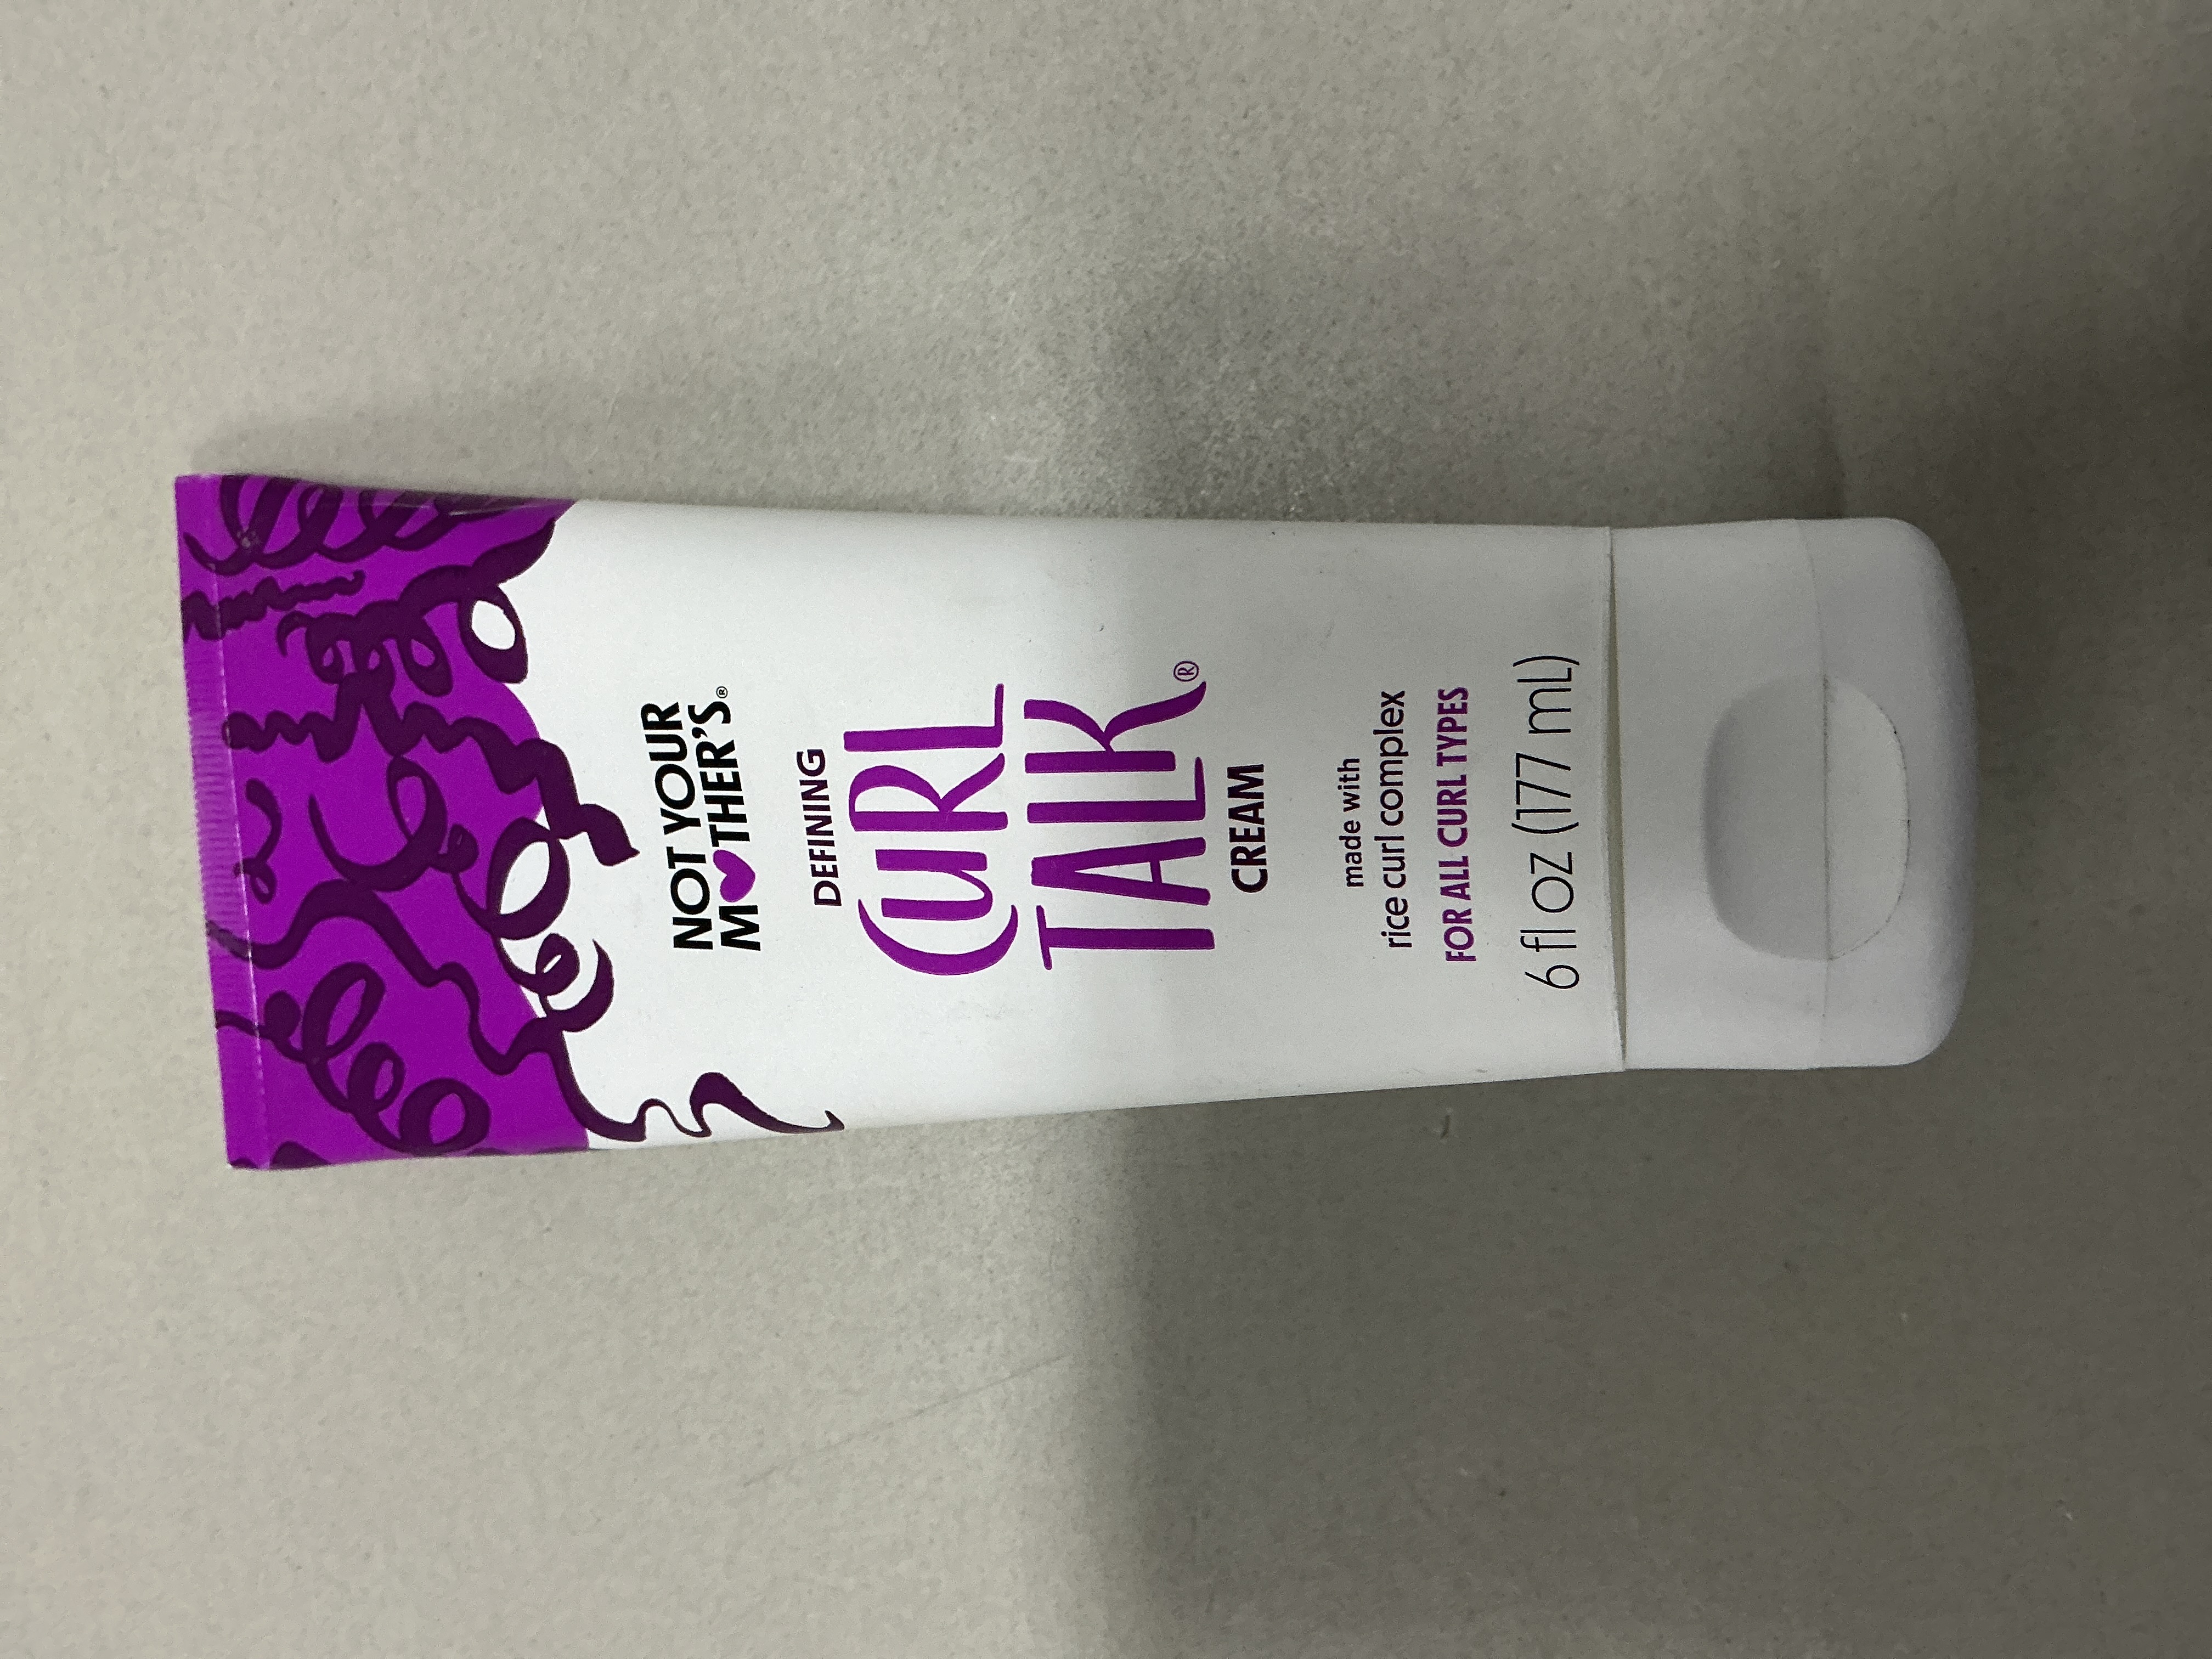 NOT YOUR
MOTHER'S®
DEFINING
CURL
TALK®
CREAM
made with
rice curl complex
FOR ALL CURL TYPES
6 fl oz (177 mL)